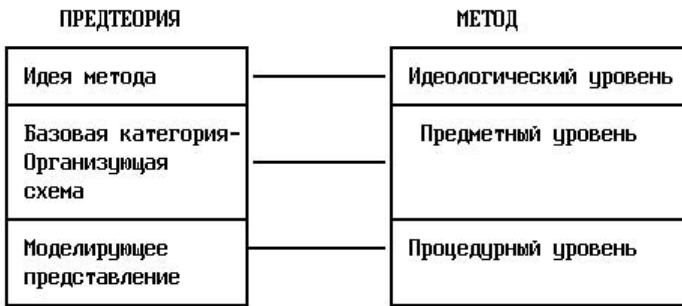 ПРЕДТЕОРИЯ
МЕТОД
Идея метода
Идеологический уровень
Базовая категория-
Организующая
схема
Предметный уровень
Моделирующее
представление
Процедурный уровень